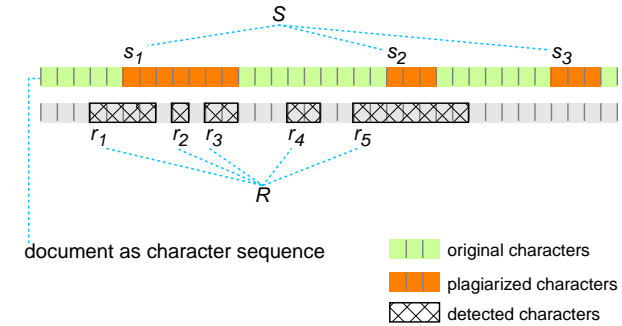 S
s1 s2 s3
r1 r2 r3 r4 r5
R
document as character sequence
original characters
plagiarized characters
detected characters